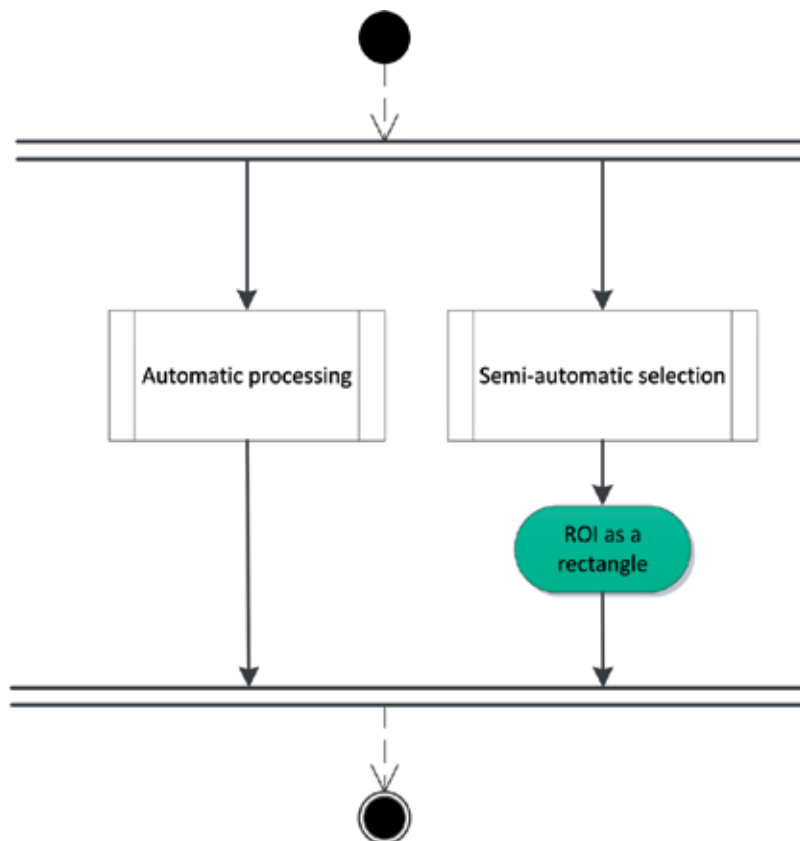 Automatic processing
Semi-automatic selection
ROI as a
rectangle